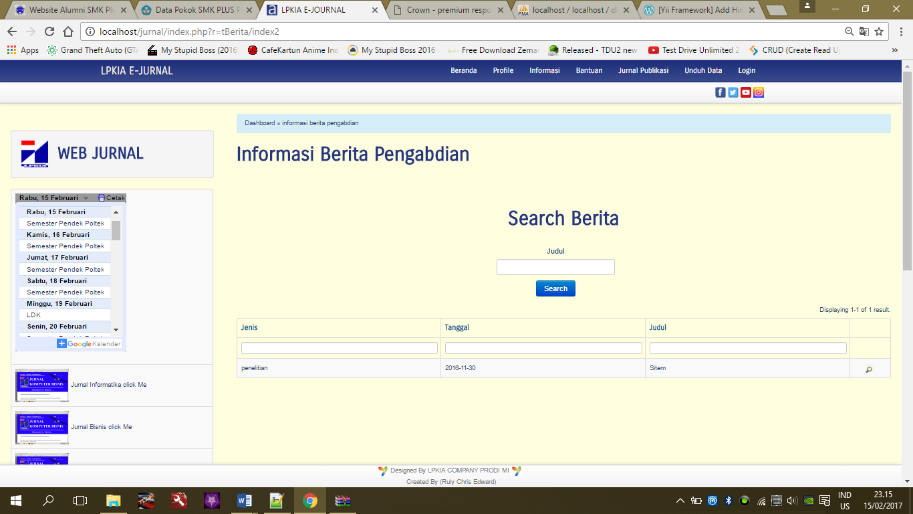 Website Alumni SMK PL
Data Pokok SMK PLUS P
LPKIA E-JOURNAL
Crown - premium respo
localhost / localhost / d
[Yii Framework] Add Hin
localhost/jurnal/index.php?r=tBerita/index2
Apps
Grand Theft Auto (GT
My Stupid Boss (2016
CafeKartun Anime Ind
My Stupid Boss (2016
Free Download Zema
Released - TDU2 new
Test Drive Unlimited 2
CRUD (Create Read U
LPKIA E-JURNAL
Beranda Profile Informasi Bantuan Jurnal Publikasi Unduh Data Login
Dashboard » informasi berita pengabdian
WEB JURNAL
Informasi Berita Pengabdian
Rabu, 15 Februari Cetak
Rabu, 15 Februari
Semester Pendek Poltek
Kamis, 16 Februari
Semester Pendek Poltek
Jumat, 17 Februari
Semester Pendek Poltek
Sabtu, 18 Februari
Semester Pendek Poltek
Minggu, 19 Februari
LDK
Senin, 20 Februari
Google Kalender
Search Berita
Judul
Search
Displaying 1-1 of 1 result.
Jenis Tanggal Judul
penelitian 2016-11-30 Sitem
Jurnal Informatika click Me
Jurnal Bisnis click Me
Designed By LPKIA COMPANY PRODI MI
Created By (Ruly Chris Edward)
IND
US
23.15
15/02/2017